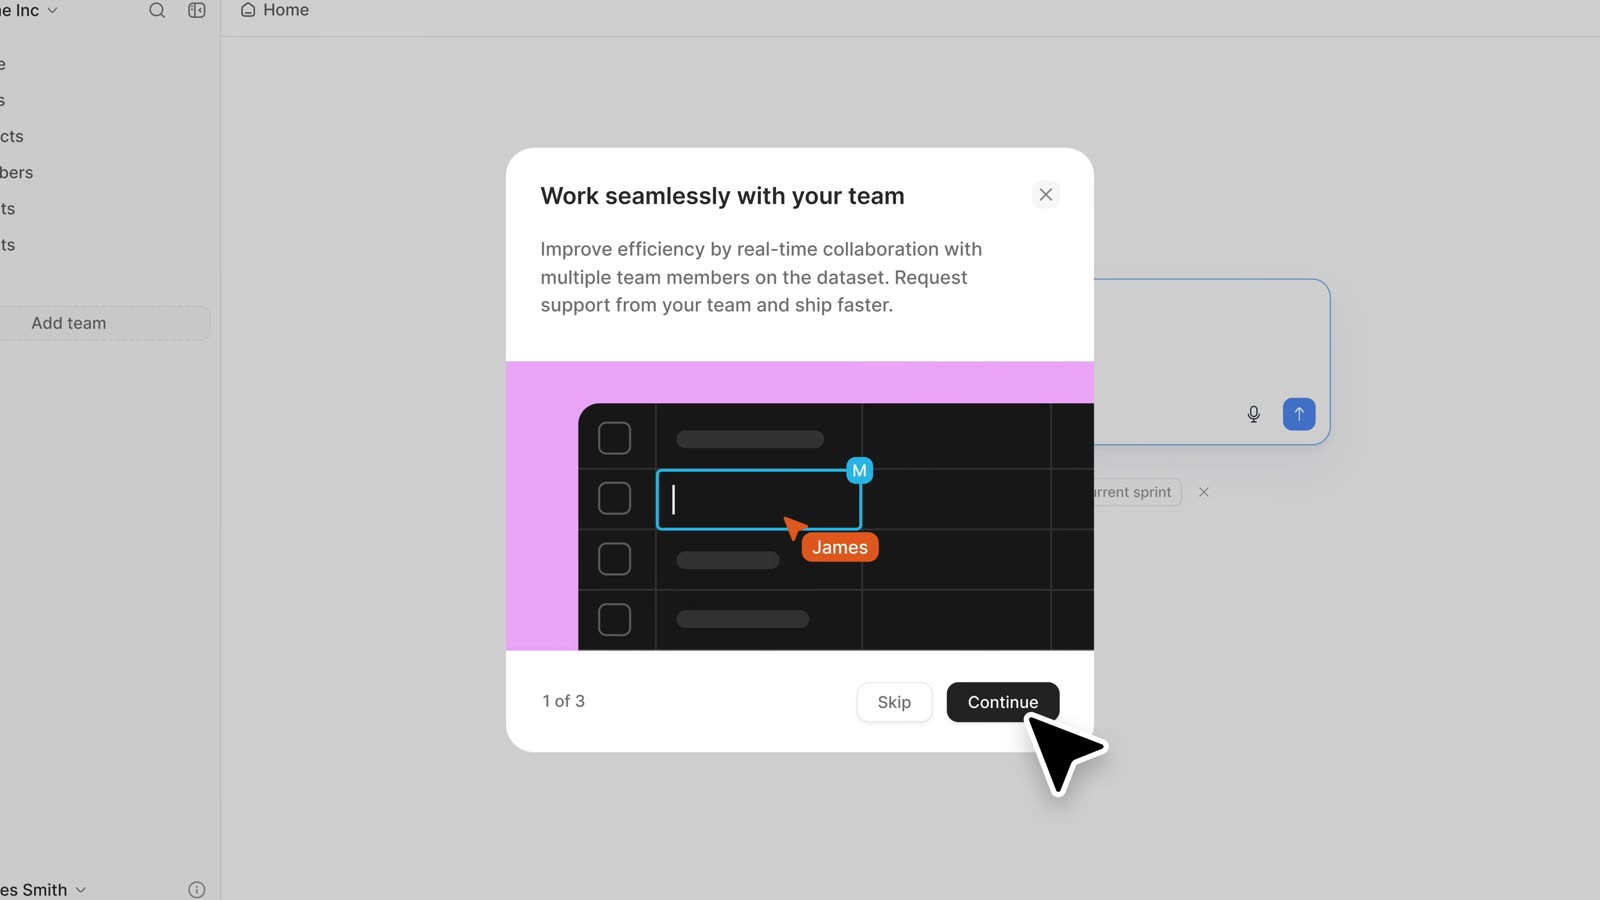 e Inc
Home
e
s
cts
bers
ts
ts
Add team
Work seamlessly with your team
Improve efficiency by real-time collaboration with
multiple team members on the dataset. Request
support from your team and ship faster.
M
James
urrent sprint
1 of 3
Skip
Continue
es Smith